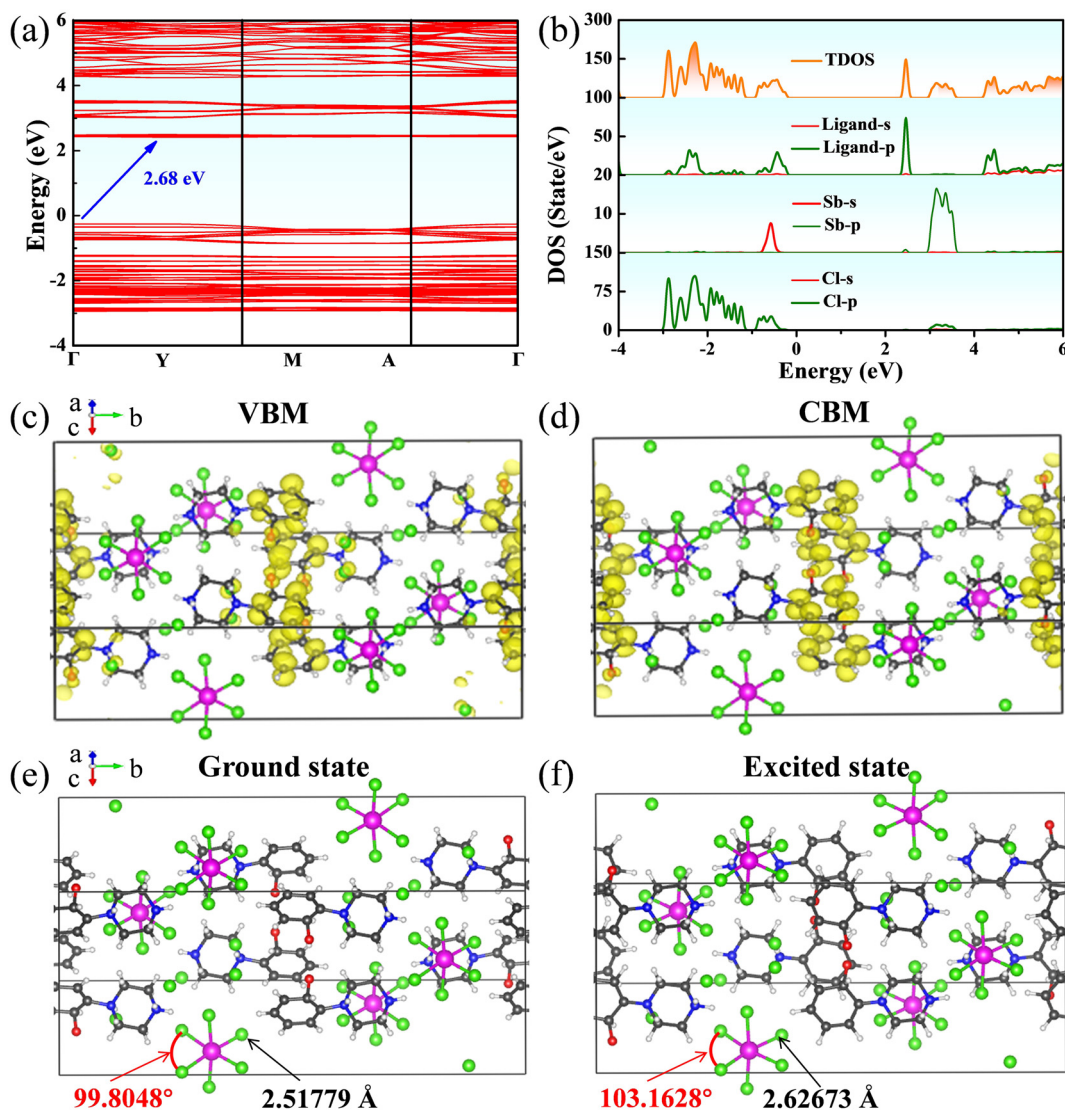 (a)
Energy (eV)
6
4
2
0
-2
-4
2.68 eV
Γ Y M A Γ
(b)
DOS (State/eV)
300
150
100
50
20
10
150
75
0
TDOS
Ligand-s
Ligand-p
Sb-s
Sb-p
Cl-s
Cl-p
-4 -2 0 2 4 6
Energy (eV)
(c)
a
b
c
VBM
(d)
CBM
(e)
a
b
c
Ground state
99.8048°
2.51779 Å
(f)
Excited state
103.1628°
2.62673 Å